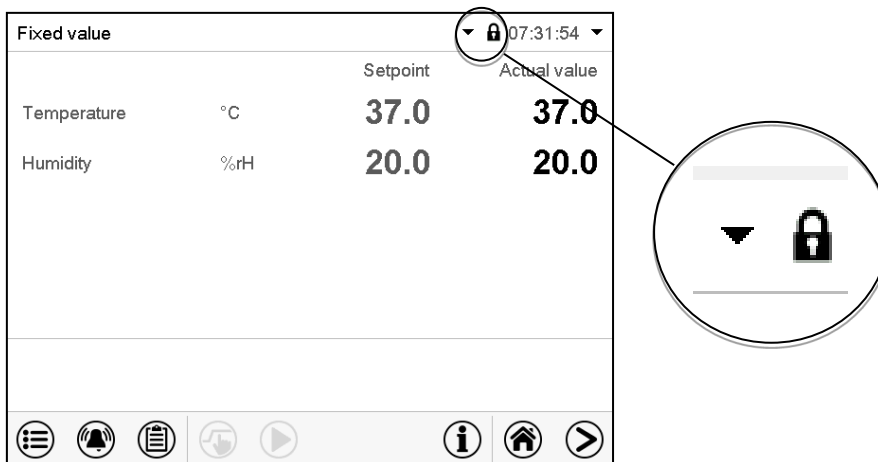 Fixed value 07:31:54
Setpoint Actual value
Temperature °C 37.0 37.0
Humidity %rH 20.0 20.0